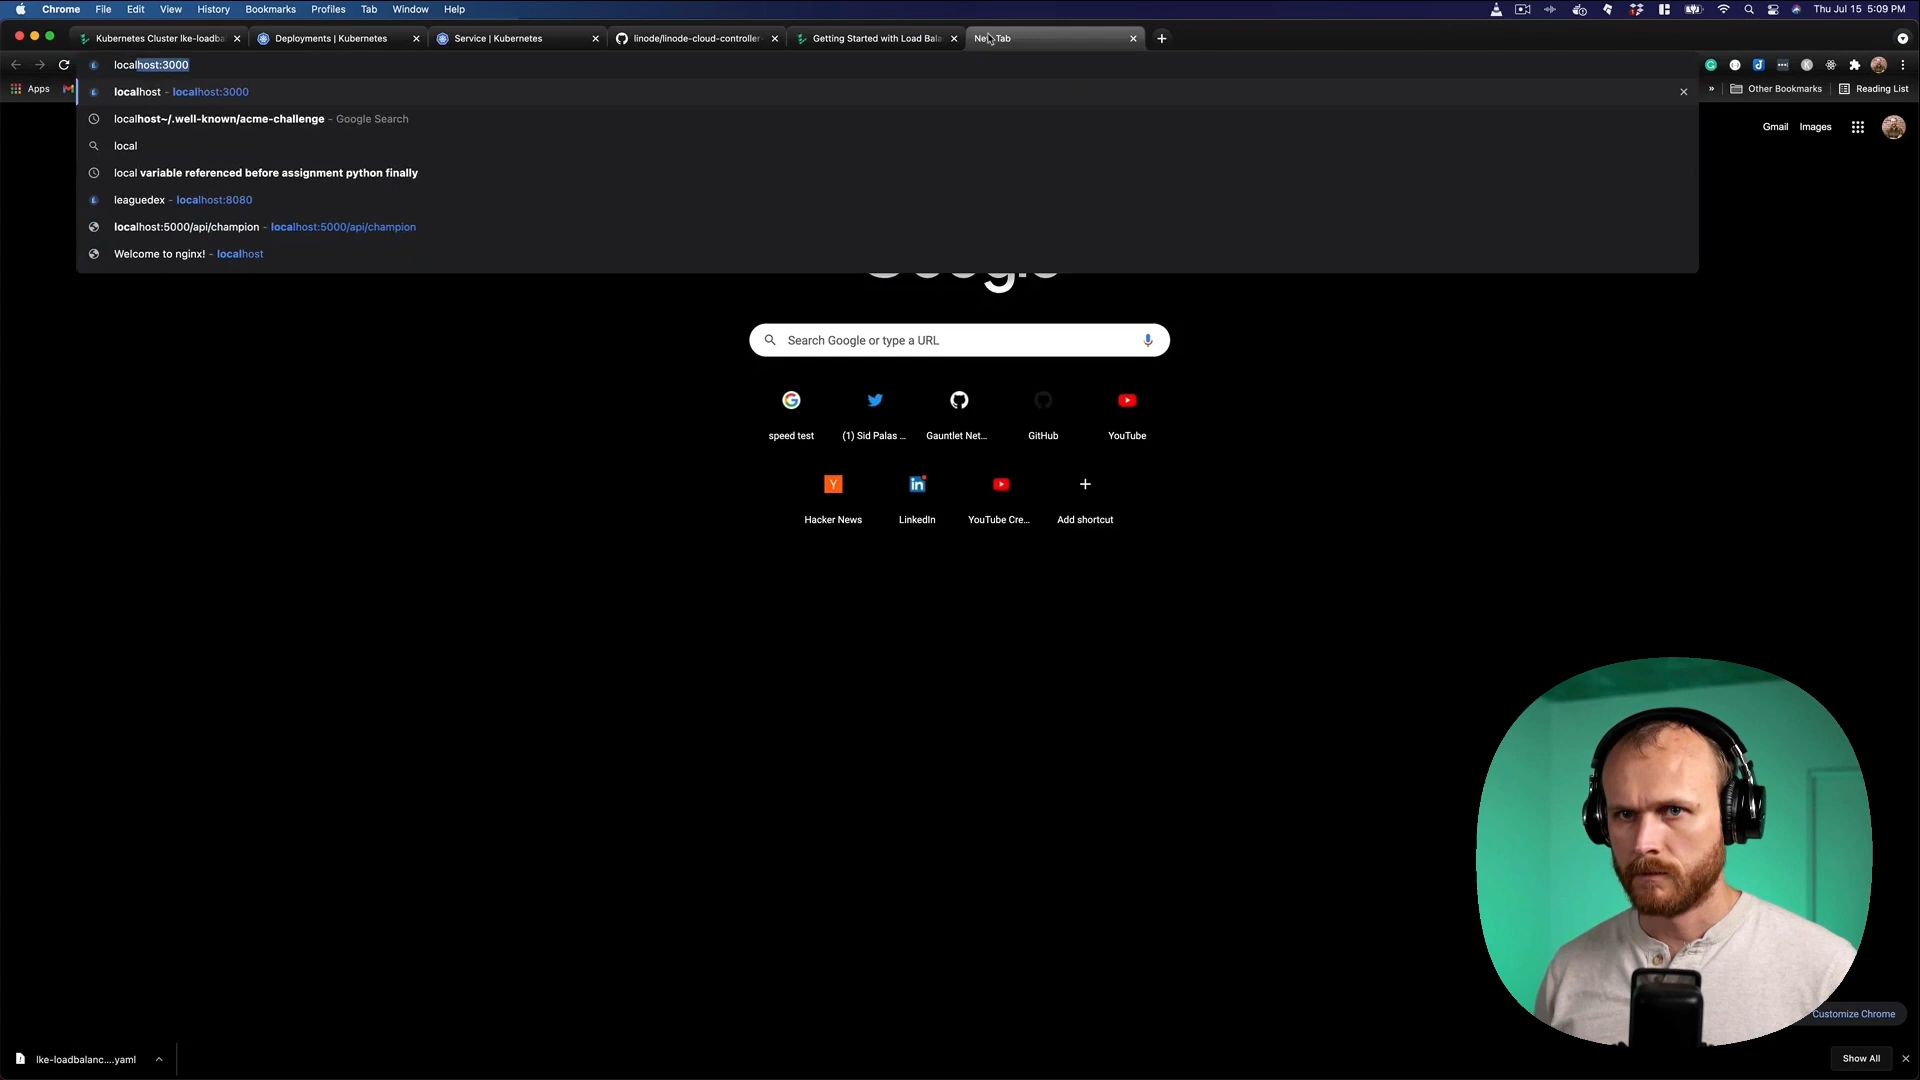 Chrome File Edit View History Bookmarks Profiles Tab Window Help Thu Jul 15 5:09 PM
Kubernetes Cluster lke-loadba Deployments | Kubernetes Service | Kubernetes linode/linode-cloud-controller- Getting Started with Load Bala New Tab
localhost:3000
Apps » Other Bookmarks Reading List
localhost - localhost:3000
localhost~/.well-known/acme-challenge - Google Search
Gmail Images
local
local variable referenced before assignment python finally
leaguedex - localhost:8080
localhost:5000/api/champion - localhost:5000/api/champion
Welcome to nginx! - localhost
Google
Search Google or type a URL
speed test (1) Sid Palas ... Gauntlet Net... GitHub YouTube
Hacker News LinkedIn YouTube Cre... Add shortcut
Customize Chrome
lke-loadbalanc....yaml Show All